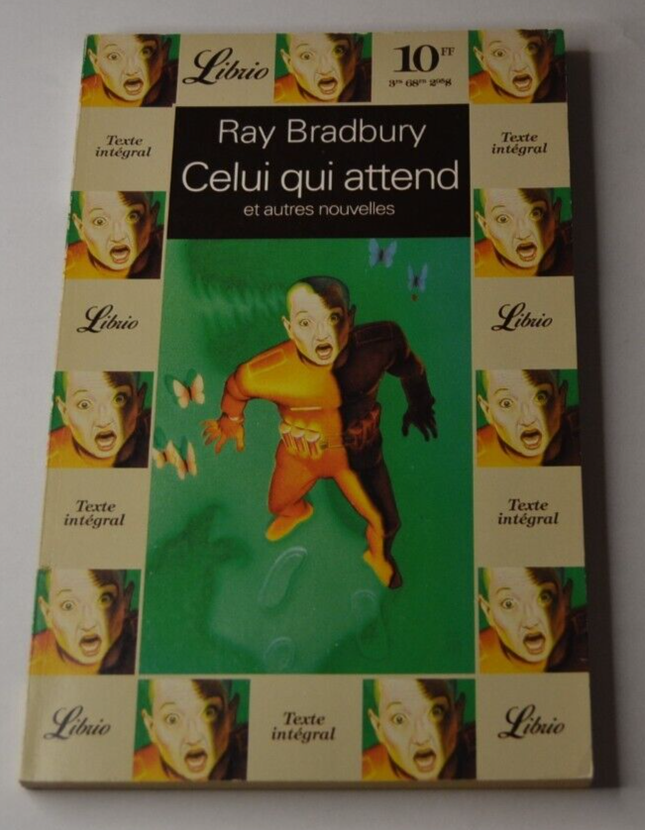 Librio
10 FF
Ray Bradbury
Celui qui attend
et autres nouvelles
Texte
intégral
Texte
intégral
Librio
Librio
Texte
intégral
Texte
intégral
Librio
Texte
intégral
Librio